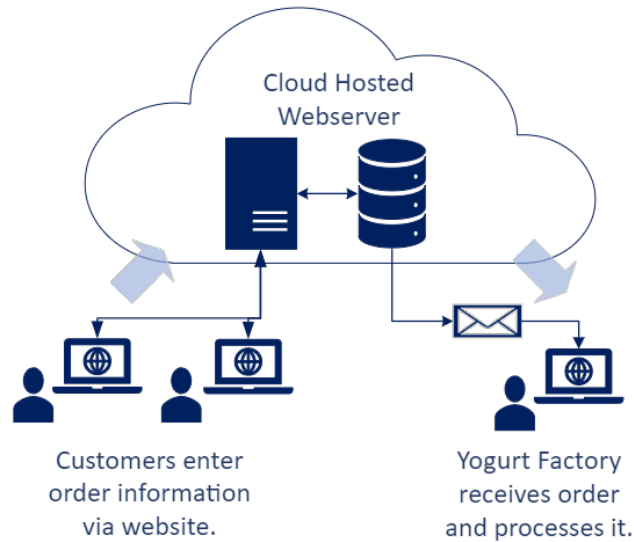 Cloud Hosted
Webserver
Customers enter
order information
via website.
Yogurt Factory
receives order
and processes it.